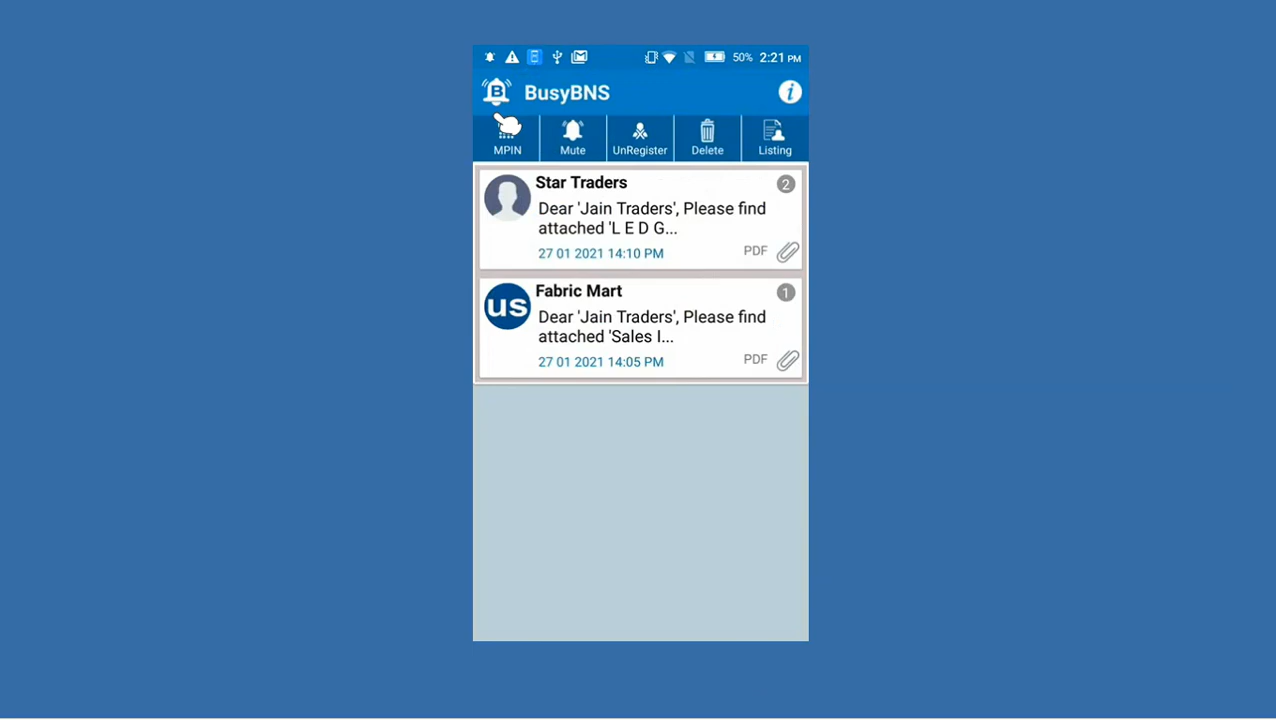 50% 2:21 PM
B BusyBNS i
MPIN Mute UnRegister Delete Listing
Star Traders 2
Dear 'Jain Traders', Please find
attached 'L E D G...
27 01 2021 14:10 PM PDF
us Fabric Mart 1
Dear 'Jain Traders', Please find
attached 'Sales I...
27 01 2021 14:05 PM PDF